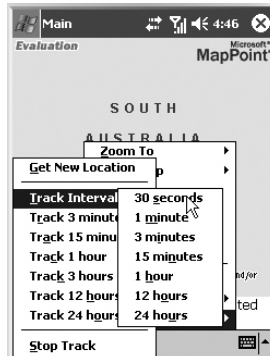 Main 4:46
Evaluation
Microsoft®
MapPoint®
SOUTH
AUSTRALIA
Zoom To
Get New Location
Track Interval
Track 3 minute
Track 15 minu
Track 1 hour
Track 3 hours
Track 12 hours
Track 24 hours
Stop Track
30 seconds
1 minute
3 minutes
15 minutes
1 hour
12 hours
24 hours
nd/or
ted